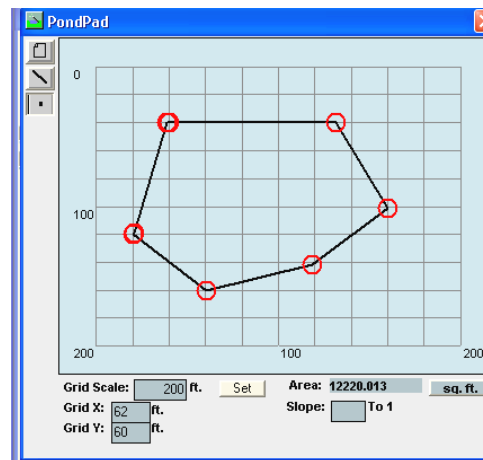 PondPad
0
100
200 100 200
Grid Scale: 200 ft. Set Area: 12220.013 sq. ft.
Grid X: 62 ft. Slope: To 1
Grid Y: 60 ft.